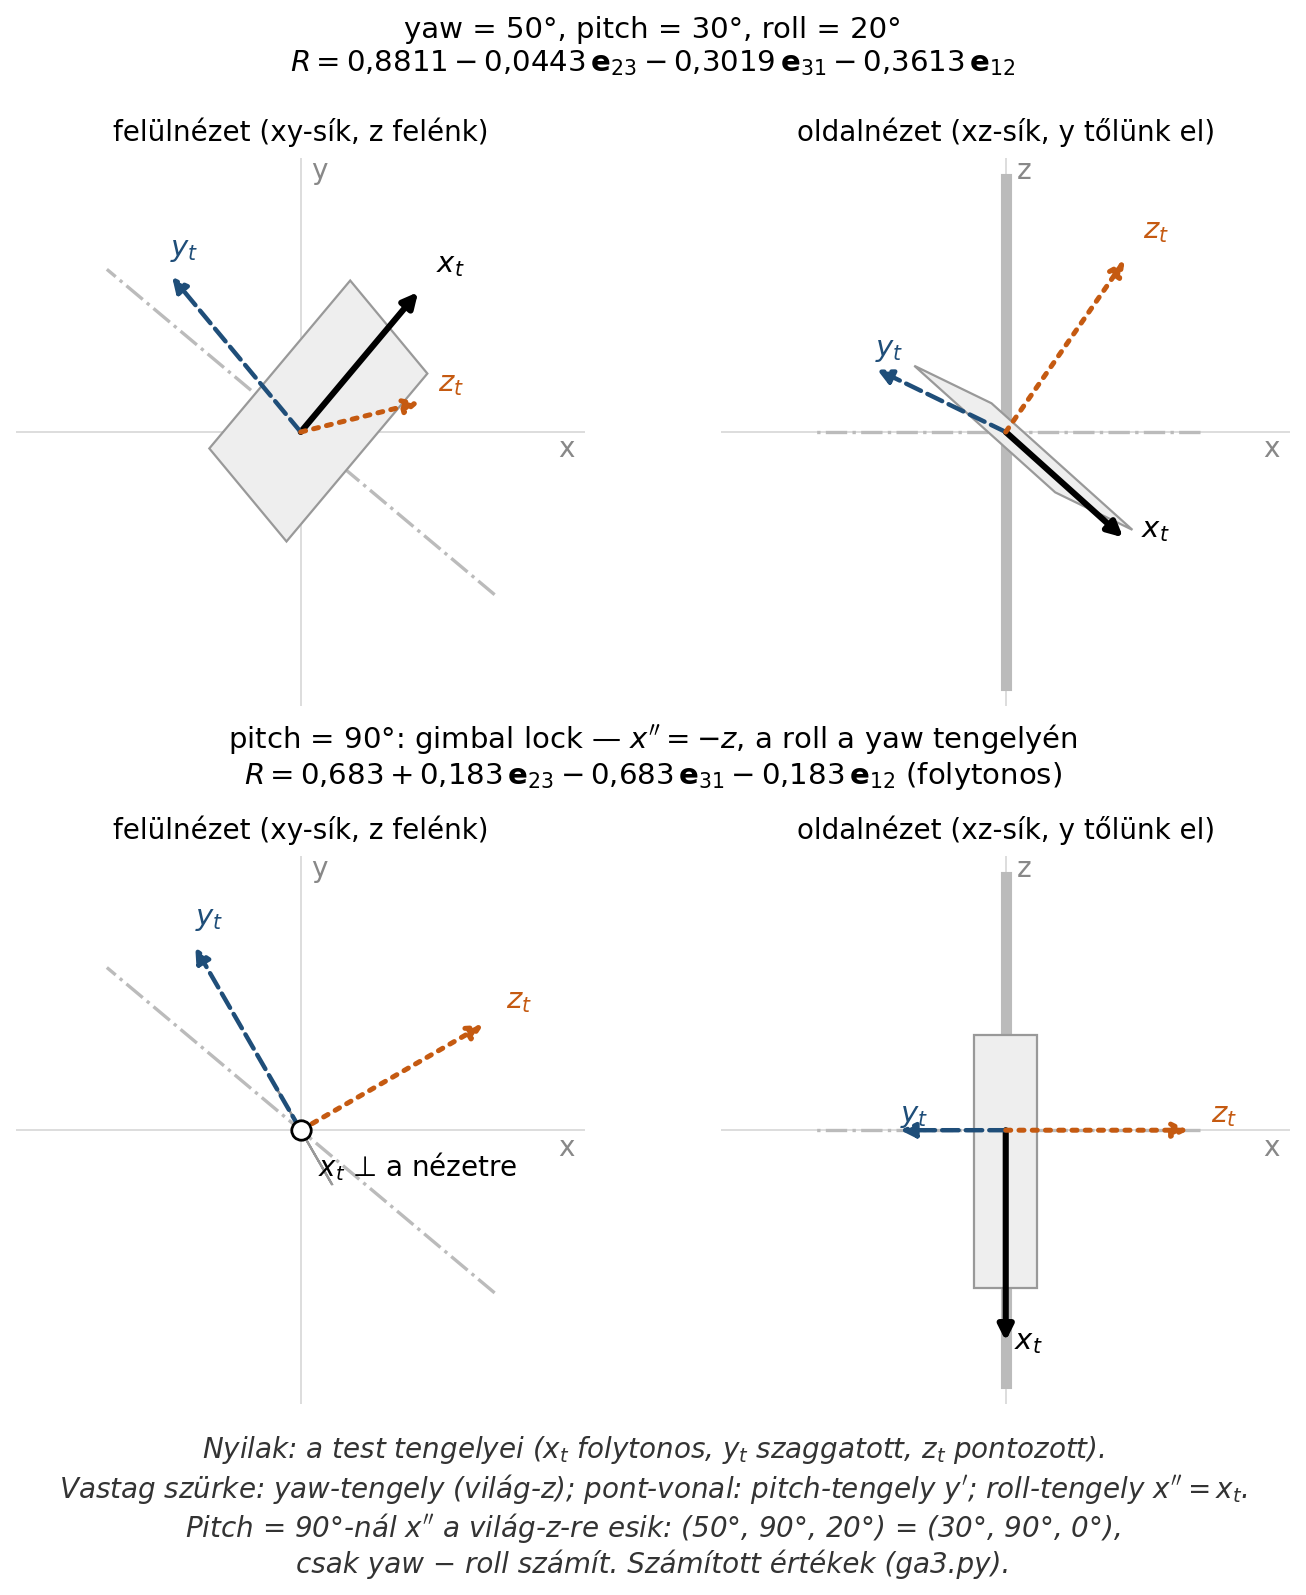 yaw = 50°, pitch = 30°, roll = 20°
R = 0,8811 − 0,0443 e₂₃ − 0,3019 e₃₁ − 0,3613 e₁₂
felülnézet (xy-sík, z felénk)
oldalnézet (xz-sík, y tőlünk el)
y
yₜ
xₜ
zₜ
x
z
zₜ
yₜ
x
xₜ
pitch = 90°: gimbal lock — x″ = −z, a roll a yaw tengelyén
R = 0,683 + 0,183 e₂₃ − 0,683 e₃₁ − 0,183 e₁₂ (folytonos)
felülnézet (xy-sík, z felénk)
oldalnézet (xz-sík, y tőlünk el)
y
yₜ
zₜ
x
xₜ ⊥ a nézetre
z
yₜ
zₜ
x
xₜ
Nyilak: a test tengelyei (xₜ folytonos, yₜ szaggatott, zₜ pontozott).
Vastag szürke: yaw-tengely (világ-z); pont-vonal: pitch-tengely y′; roll-tengely x″ = xₜ.
Pitch = 90°-nál x″ a világ-z-re esik: (50°, 90°, 20°) = (30°, 90°, 0°),
csak yaw − roll számít. Számított értékek (ga3.py).